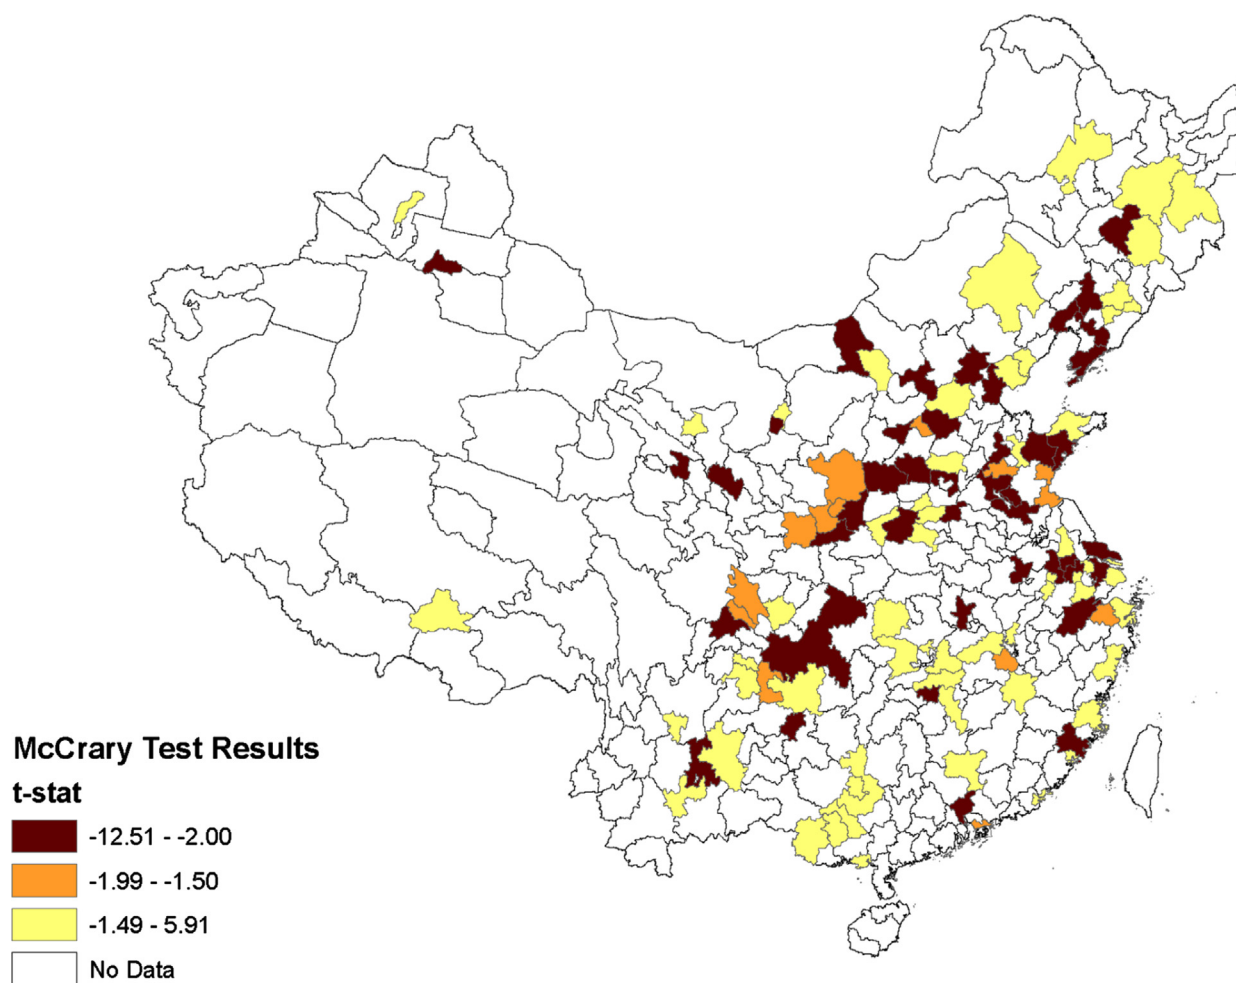 McCrary Test Results
t-stat
-12.51 - -2.00
-1.99 - -1.50
-1.49 - 5.91
No Data